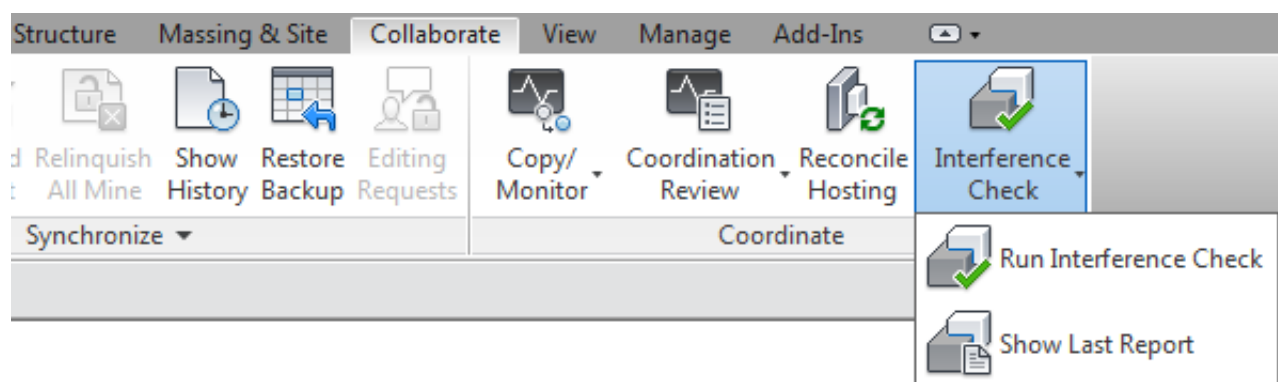 Structure Massing & Site Collaborate View Manage Add-Ins
Relinquish Show Restore Editing Copy/ Coordination Reconcile Interference
All Mine History Backup Requests Monitor Review Hosting Check
Synchronize Coordinate
Run Interference Check
Show Last Report